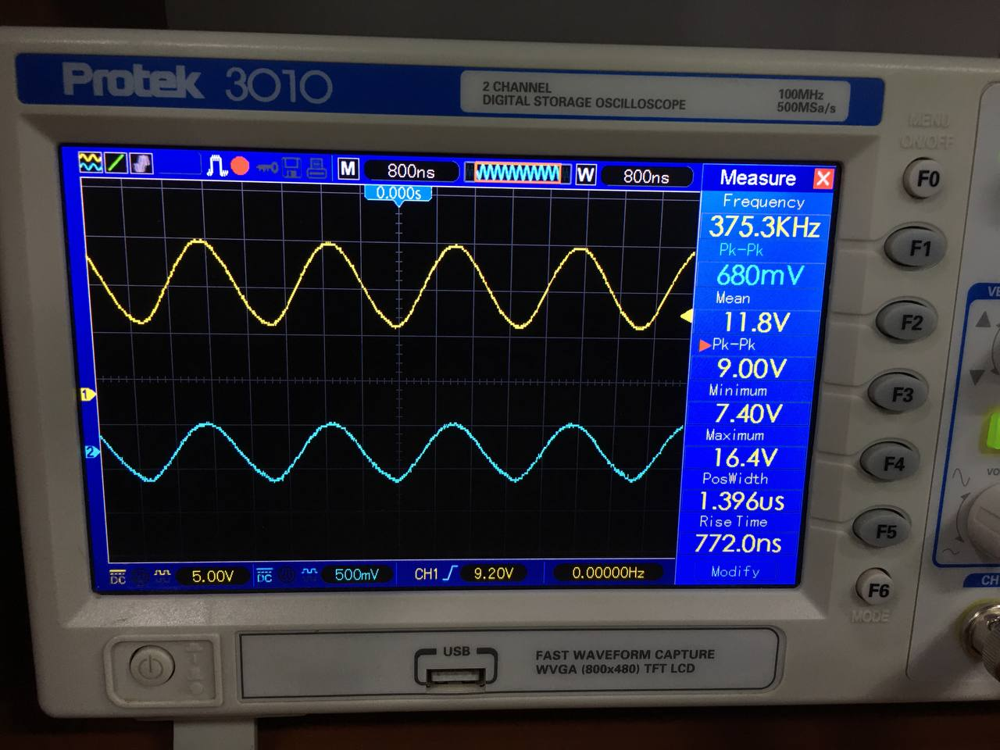 Protek 3010
2 CHANNEL
DIGITAL STORAGE OSCILLOSCOPE
100MHz
500MSa/s
MENU
ON/OFF
M 800ns W 800ns
0.000s
Measure X
Frequency
375.3KHz
Pk-Pk
680mV
Mean
11.8V
Pk-Pk
9.00V
Minimum
7.40V
Maximum
16.4V
PosWidth
1.396us
Rise Time
772.0ns
Modify
1
2
DC 5.00V DC 500mV CH1 9.20V 0.00000Hz
F0
F1
F2
F3
F4
F5
F6
MODE
USB
FAST WAVEFORM CAPTURE
WVGA (800x480) TFT LCD
VE
VO
CH